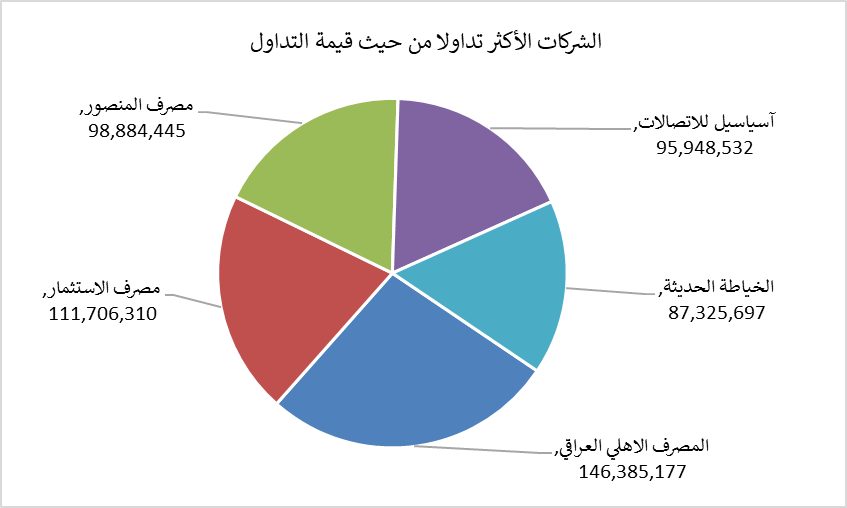 الشركات الأكثر تداولا من حيث قيمة التداول
آسياسيل للاتصالات,
95,948,532
الخياطة الحديثة,
87,325,697
المصرف الاهلي العراقي,
146,385,177
مصرف الاستثمار,
111,706,310
مصرف المنصور,
98,884,445